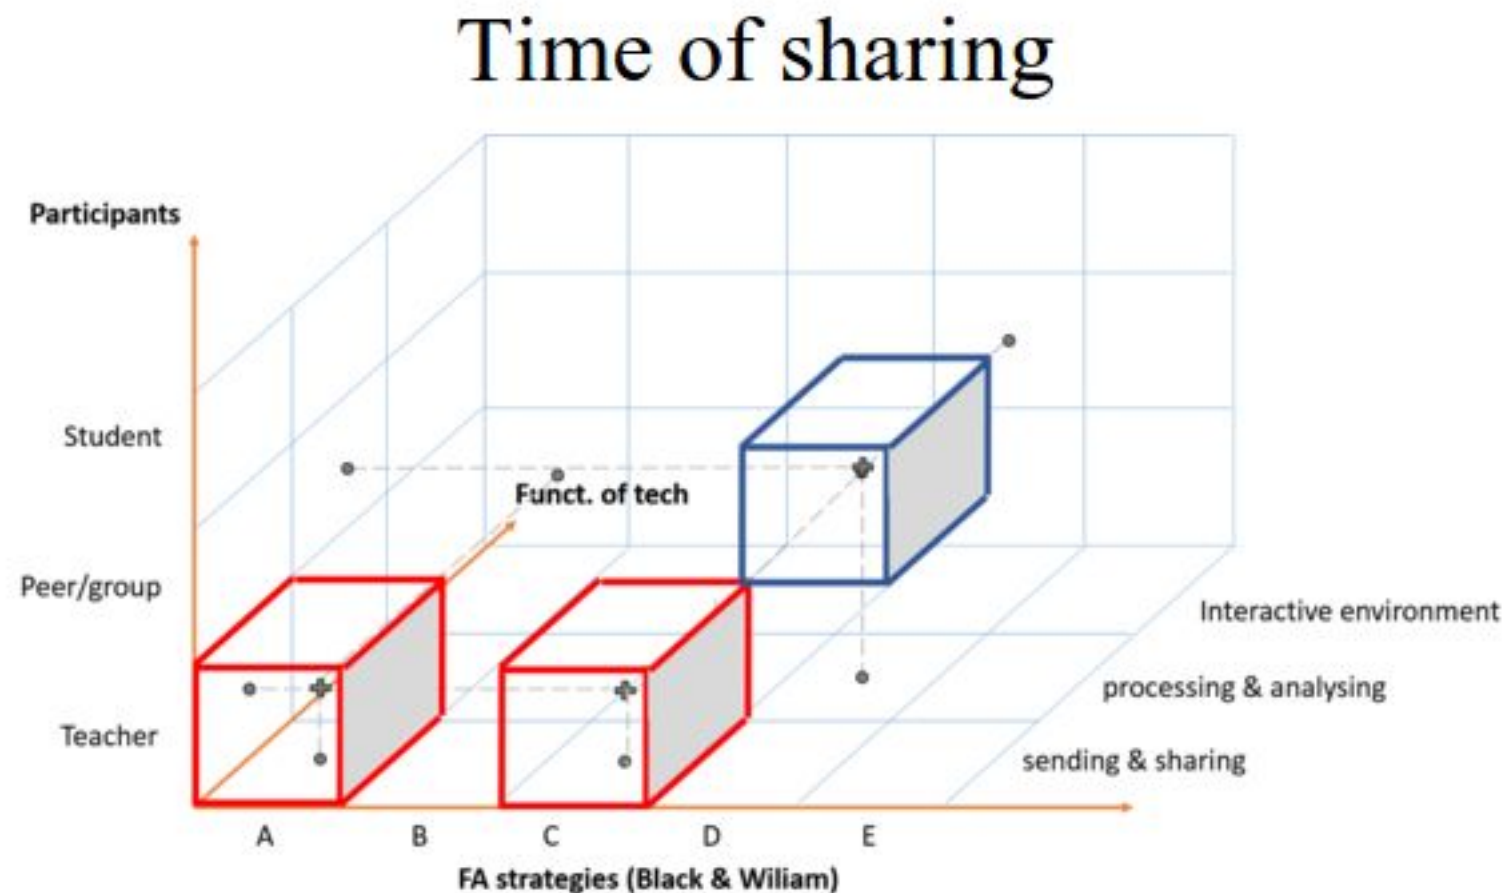 Time of sharing
Participants
Student
Funct. of tech
Peer/group
Interactive environment
processing & analysing
Teacher
sending & sharing
A B C D E
FA strategies (Black & Wiliam)